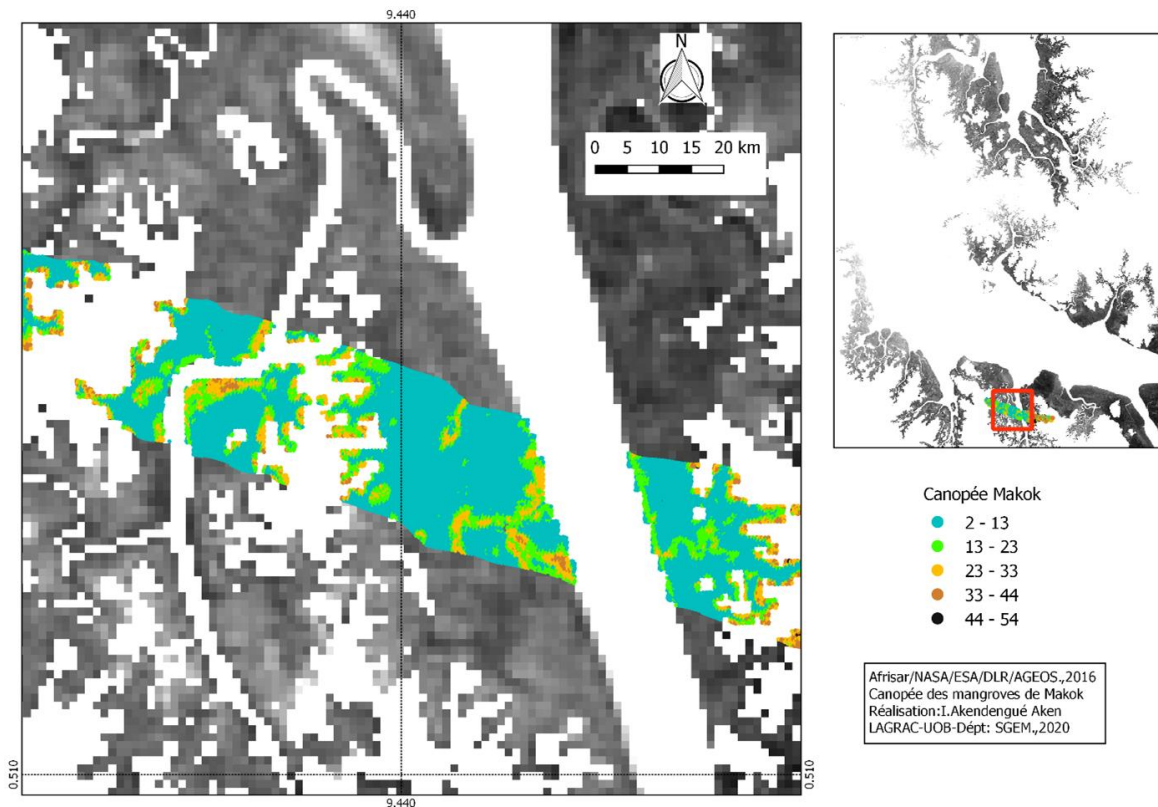 9.440
N
0 5 10 15 20 km
Canopée Makok
2 - 13
13 - 23
23 - 33
33 - 44
44 - 54
Afrisar/NASA/ESA/DLR/AGEOS.,2016
Canopée des mangroves de Makok
Réalisation:I.Akendengué Aken
LAGRAC-UOB-Dépt: SGEM.,2020
0.510
0.510
9.440